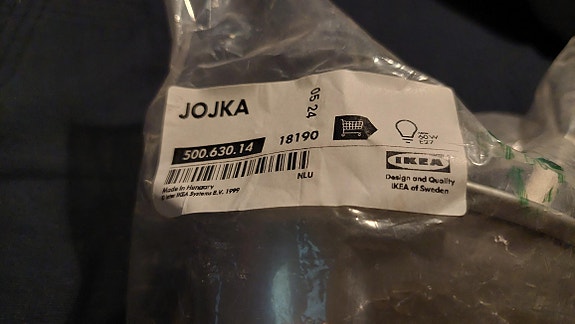 JOJKA
05 24
500.630.14
18190
60W
E27
NLU
IKEA
Made in Hungary
© Inter IKEA Systems B.V. 1999
Design and Quality
IKEA of Sweden